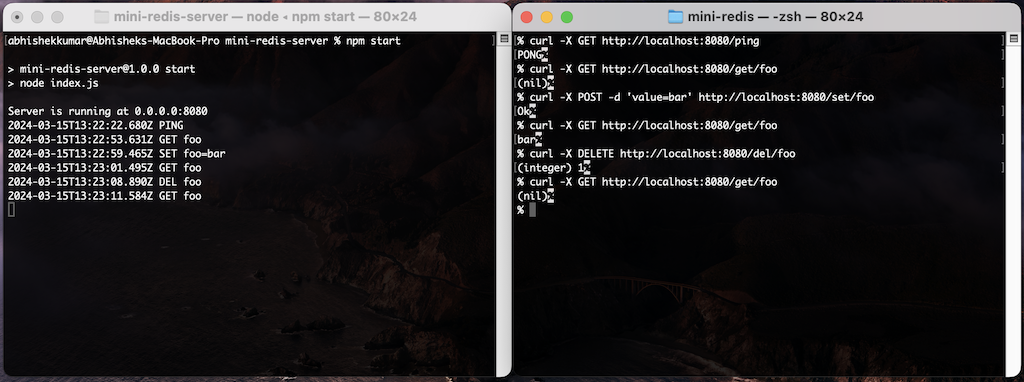 mini-redis-server — node ◂ npm start — 80×24
[abhishekkumar@Abhisheks-MacBook-Pro mini-redis-server % npm start
> mini-redis-server@1.0.0 start
> node index.js
Server is running at 0.0.0.0:8080
2024-03-15T13:22:22.680Z PING
2024-03-15T13:22:53.631Z GET foo
2024-03-15T13:22:59.465Z SET foo=bar
2024-03-15T13:23:01.495Z GET foo
2024-03-15T13:23:08.890Z DEL foo
2024-03-15T13:23:11.584Z GET foo
mini-redis — -zsh — 80×24
[% curl -X GET http://localhost:8080/ping
PONG%
[% curl -X GET http://localhost:8080/get/foo
(nil)%
[% curl -X POST -d 'value=bar' http://localhost:8080/set/foo
Ok%
[% curl -X GET http://localhost:8080/get/foo
bar%
[% curl -X DELETE http://localhost:8080/del/foo
(integer) 1%
[% curl -X GET http://localhost:8080/get/foo
(nil)%
%